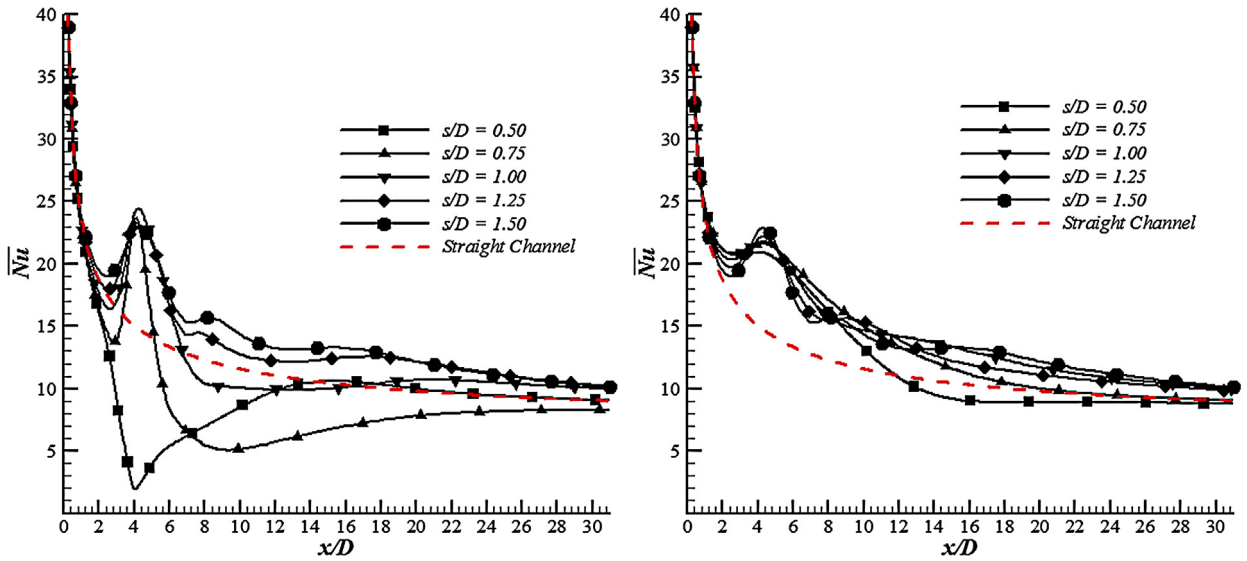 40
35
30
25
20
15
10
5
Nu
0 2 4 6 8 10 12 14 16 18 20 22 24 26 28 30
x/D
s/D = 0.50
s/D = 0.75
s/D = 1.00
s/D = 1.25
s/D = 1.50
Straight Channel
40
35
30
25
20
15
10
5
Nu
0 2 4 6 8 10 12 14 16 18 20 22 24 26 28 30
x/D
s/D = 0.50
s/D = 0.75
s/D = 1.00
s/D = 1.25
s/D = 1.50
Straight Channel